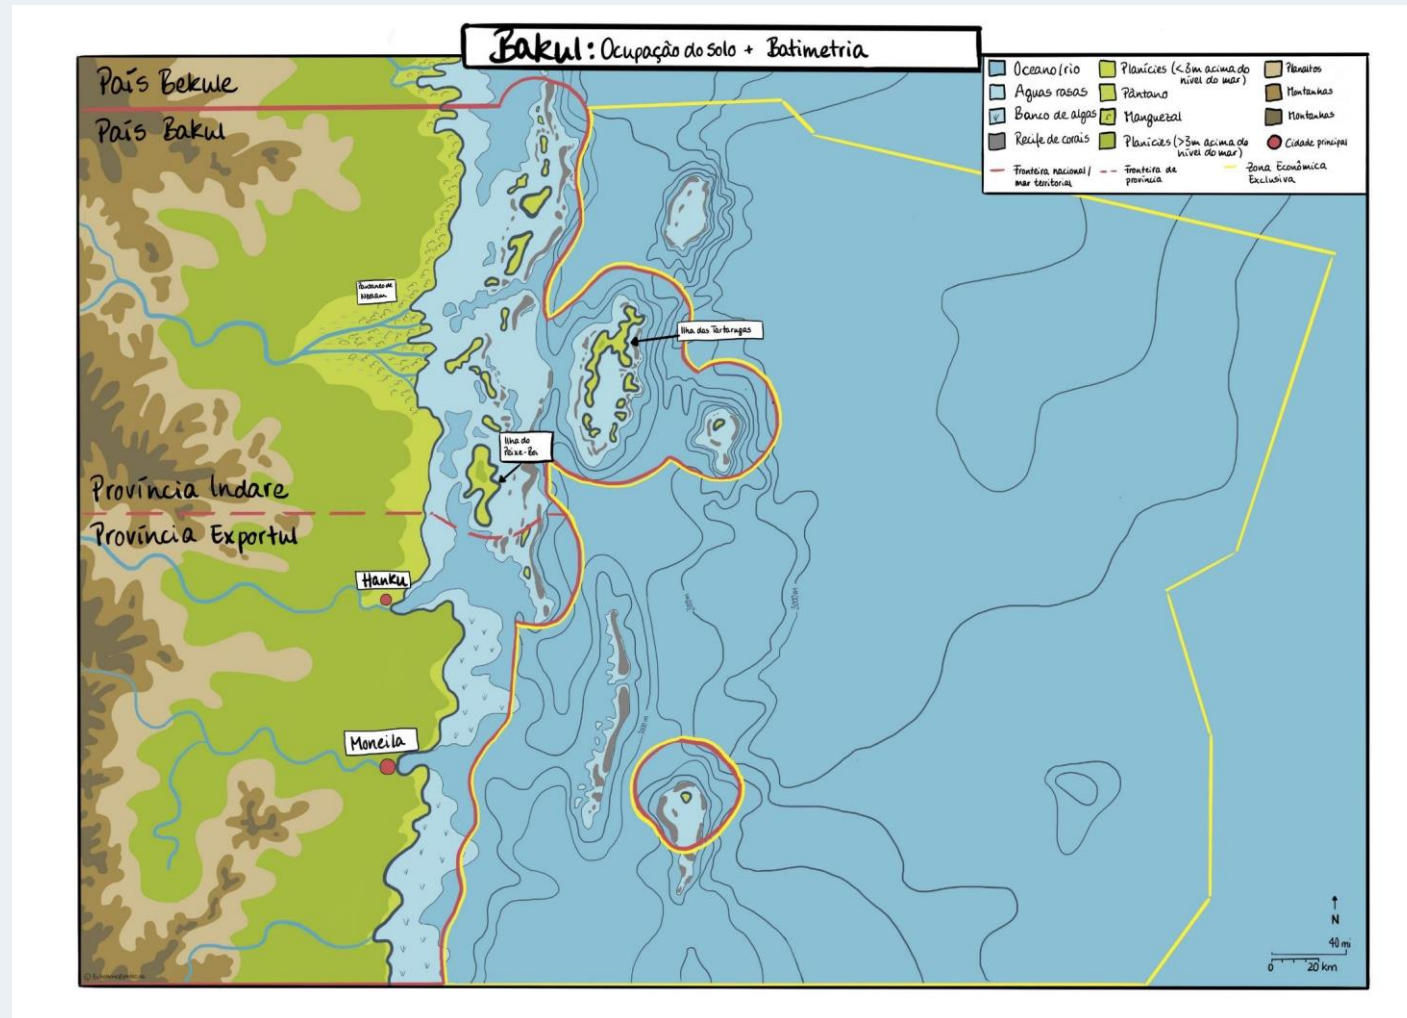 Bakul: Ocupação do solo + Batimetria
País Bekule
País Bakul
Oceano/rio
Águas rasas
Banco de algas
Recife de corais
Planícies (<3m acima do
nível do mar)
Pântano
Manguezal
Planícies (>3m acima do
nível do mar)
Planaltos
Montanhas
Montanhas
Cidade principal
Fronteira nacional/
mar territorial
Fronteira de
província
Zona Econômica
Exclusiva
Ilha das Tartarugas
Ilha do
Peixe-Boi
Província Indare
Província Exportul
Hanku
Moneila
N
40 mi
0 20 km